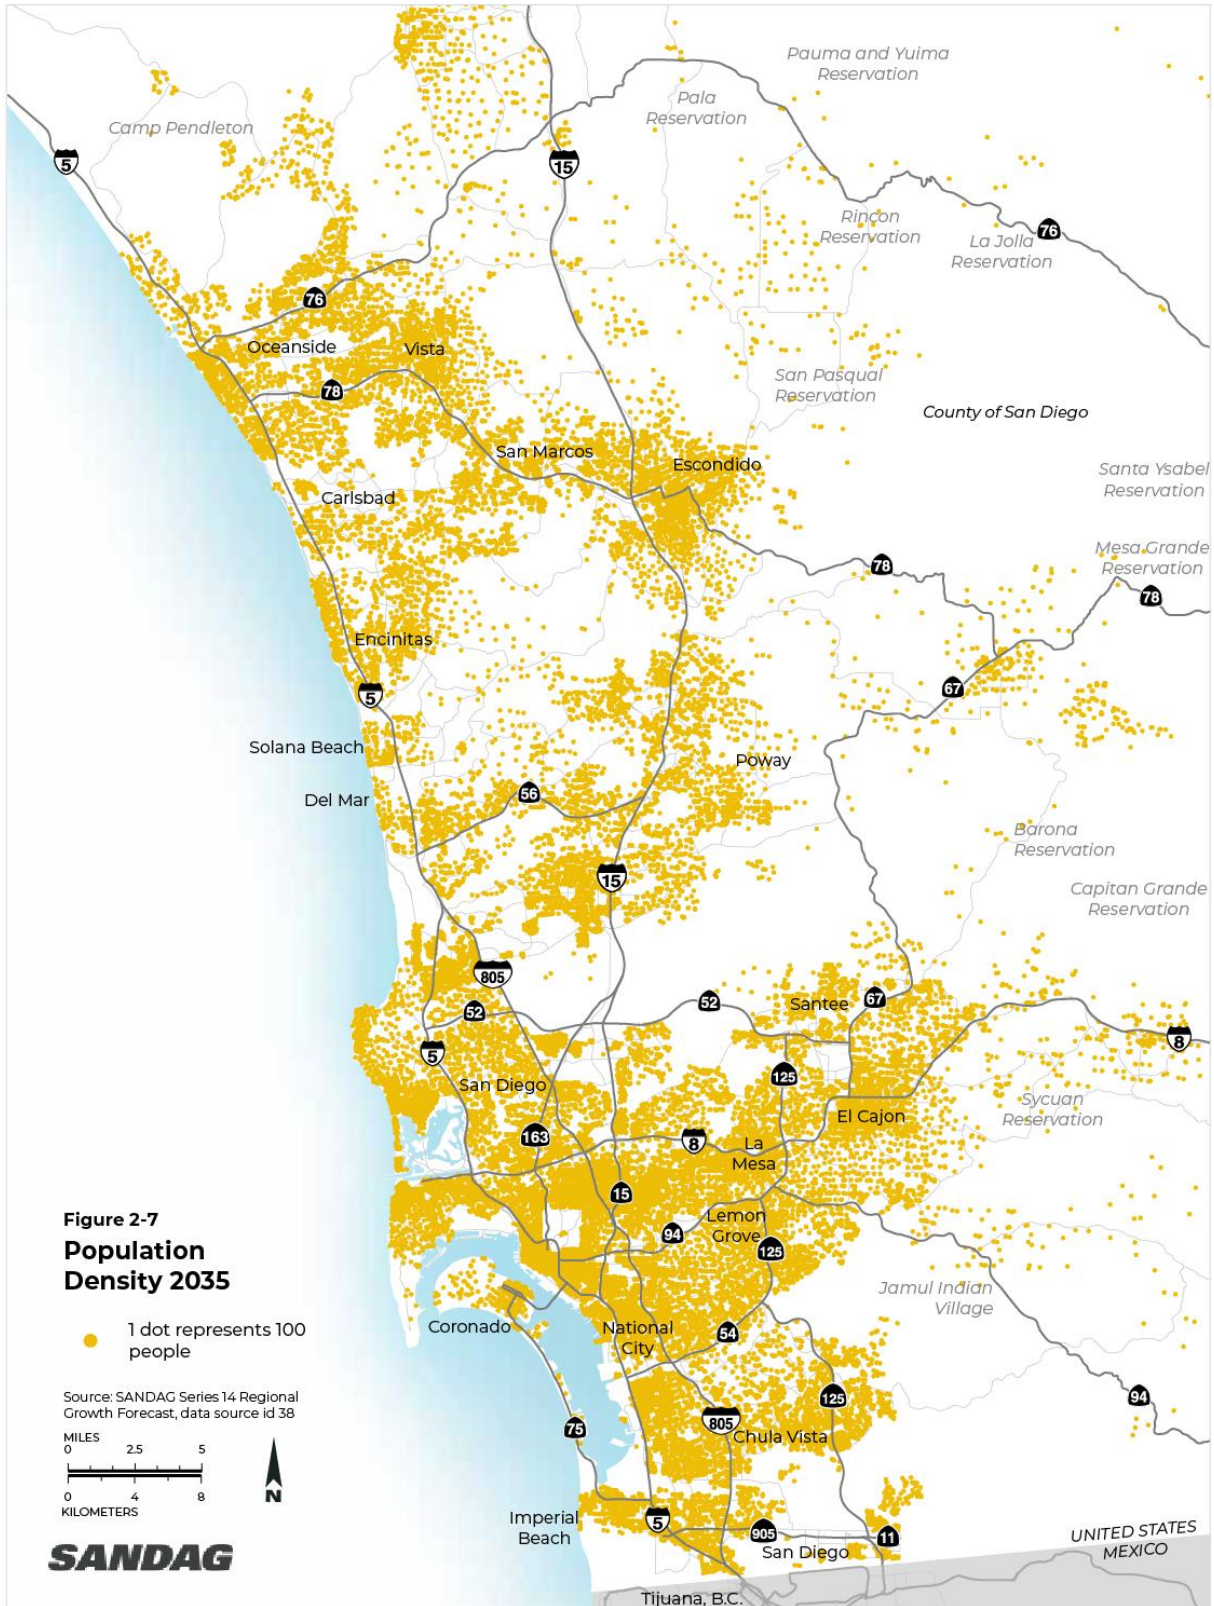 Pauma and Yuima
Reservation
Pala
Reservation
Camp Pendleton
5
15
Rincon
Reservation
La Jolla
Reservation
76
76
Oceanside
Vista
San Pasqual
Reservation
78
County of San Diego
San Marcos
Escondido
Santa Ysabel
Reservation
Carlsbad
Mesa Grande
Reservation
78
78
Encinitas
67
5
Solana Beach
Poway
Del Mar
56
Barona
Reservation
15
Capitan Grande
Reservation
805
52
Santee
67
52
8
5
San Diego
125
Sycuan
Reservation
El Cajon
163
8
La
Mesa
15
Lemon
Grove
94
125
Jamul Indian
Village
Coronado
National
City
54
125
94
805
75
Chula Vista
Imperial
Beach
5
905
11
San Diego
UNITED STATES
MEXICO
Tijuana, B.C.
Figure 2-7
Population
Density 2035
1 dot represents 100
people
Source: SANDAG Series 14 Regional
Growth Forecast, data source id 38
MILES
0 2.5 5
0 4 8
KILOMETERS
N
SANDAG